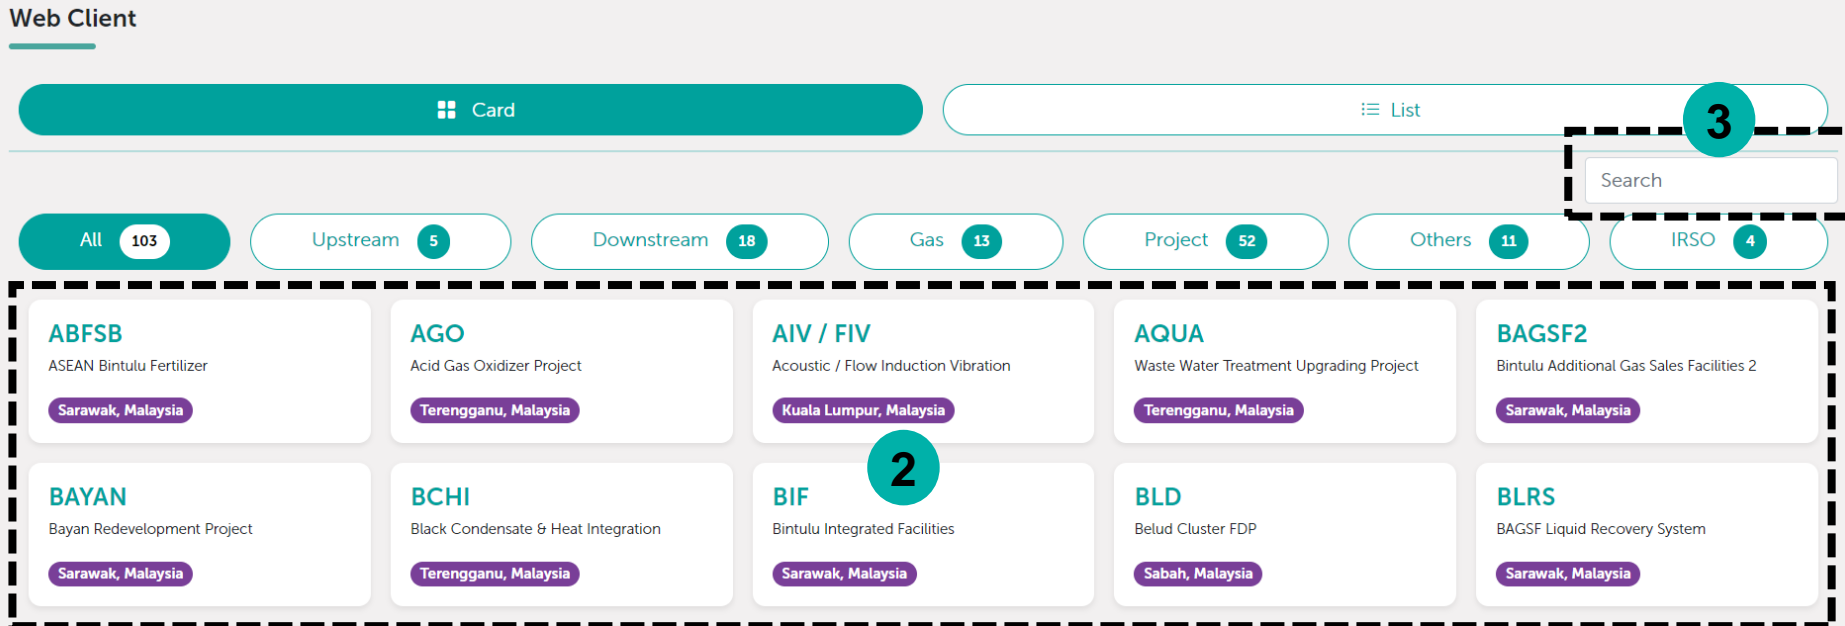 Web Client
Card
List
3
Search
All 103
Upstream 5
Downstream 18
Gas 13
Project 52
Others 11
IRSO 4
ABFSB
ASEAN Bintulu Fertilizer
Sarawak, Malaysia
AGO
Acid Gas Oxidizer Project
Terengganu, Malaysia
AIV / FIV
Acoustic / Flow Induction Vibration
Kuala Lumpur, Malaysia
AQUA
Waste Water Treatment Upgrading Project
Terengganu, Malaysia
BAGSF2
Bintulu Additional Gas Sales Facilities 2
Sarawak, Malaysia
2
BAYAN
Bayan Redevelopment Project
Sarawak, Malaysia
BCHI
Black Condensate & Heat Integration
Terengganu, Malaysia
BIF
Bintulu Integrated Facilities
Sarawak, Malaysia
BLD
Belud Cluster FDP
Sabah, Malaysia
BLRS
BAGSF Liquid Recovery System
Sarawak, Malaysia